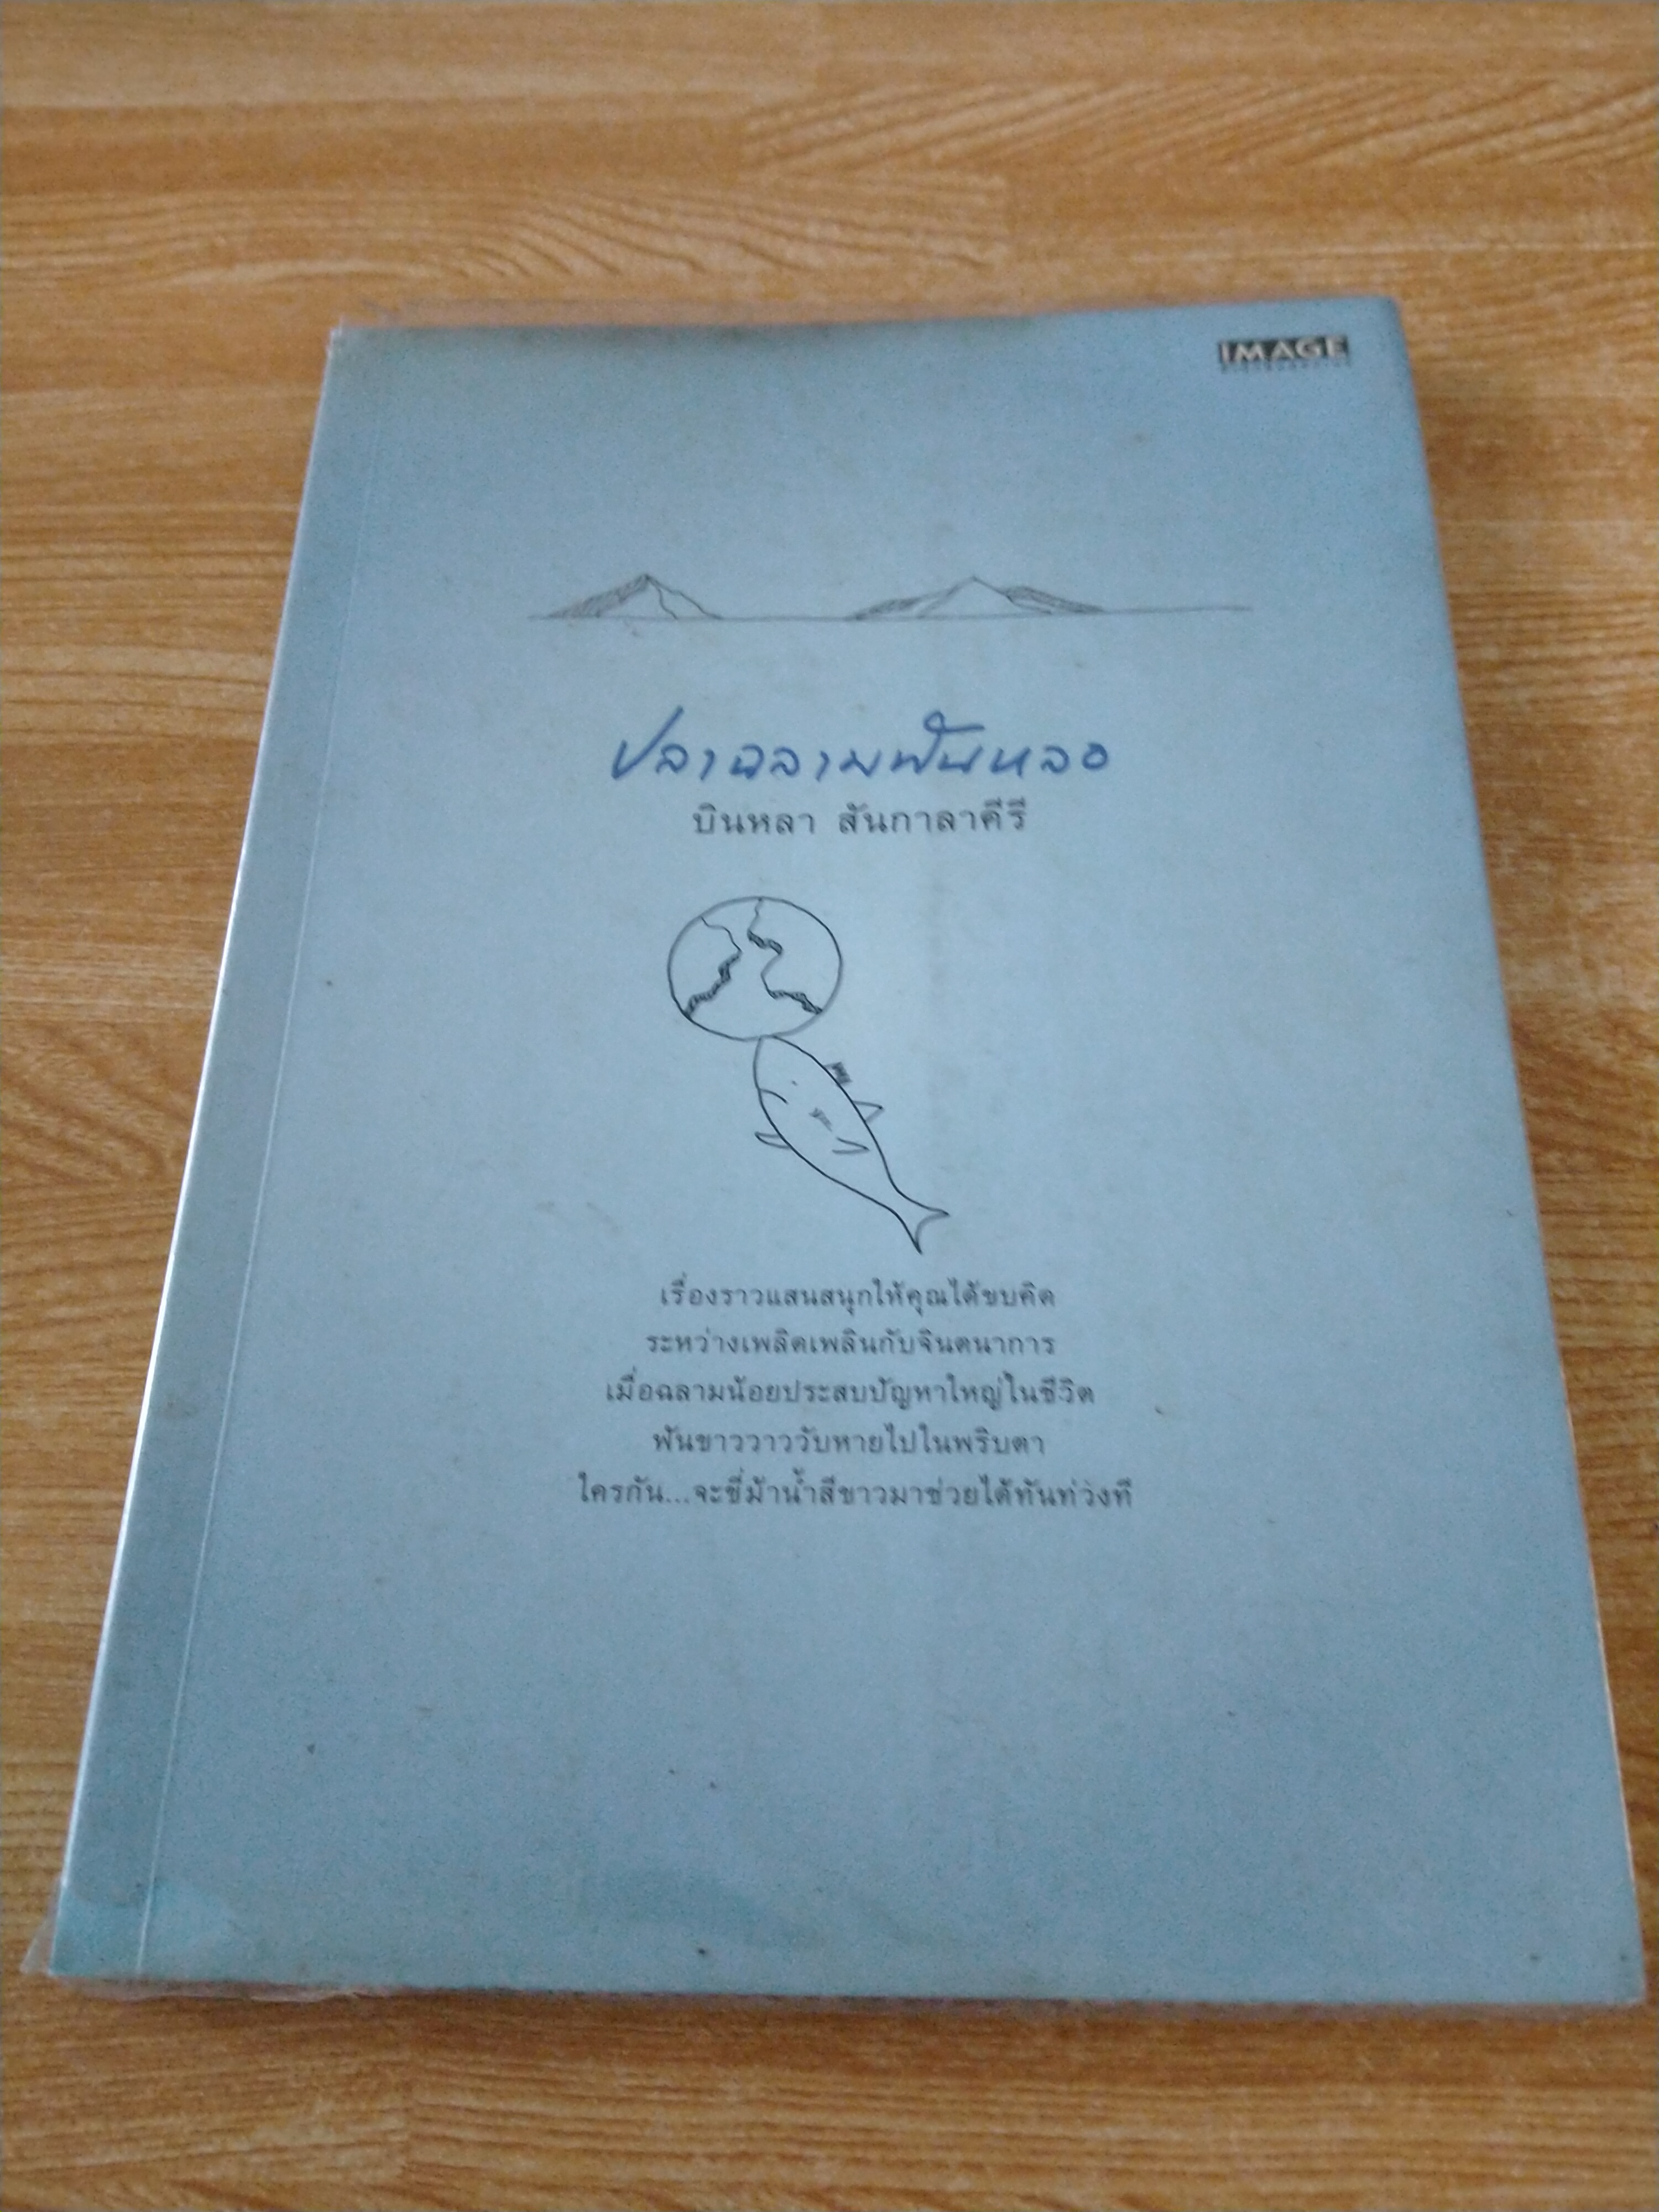 IMAGE
ปลาฉลามฟันหลอ
บินหลา สันกาลาคีรี
เรื่องราวแสนสนุกให้คุณได้ขบคิด
ระหว่างเพลิดเพลินกับจินตนาการ
เมื่อฉลามน้อยประสบปัญหาใหญ่ในชีวิต
ฟันขาววาววับหายไปในพริบตา
ใครกัน...จะขี่ม้าน้ำสีขาวมาช่วยได้ทันท่วงที